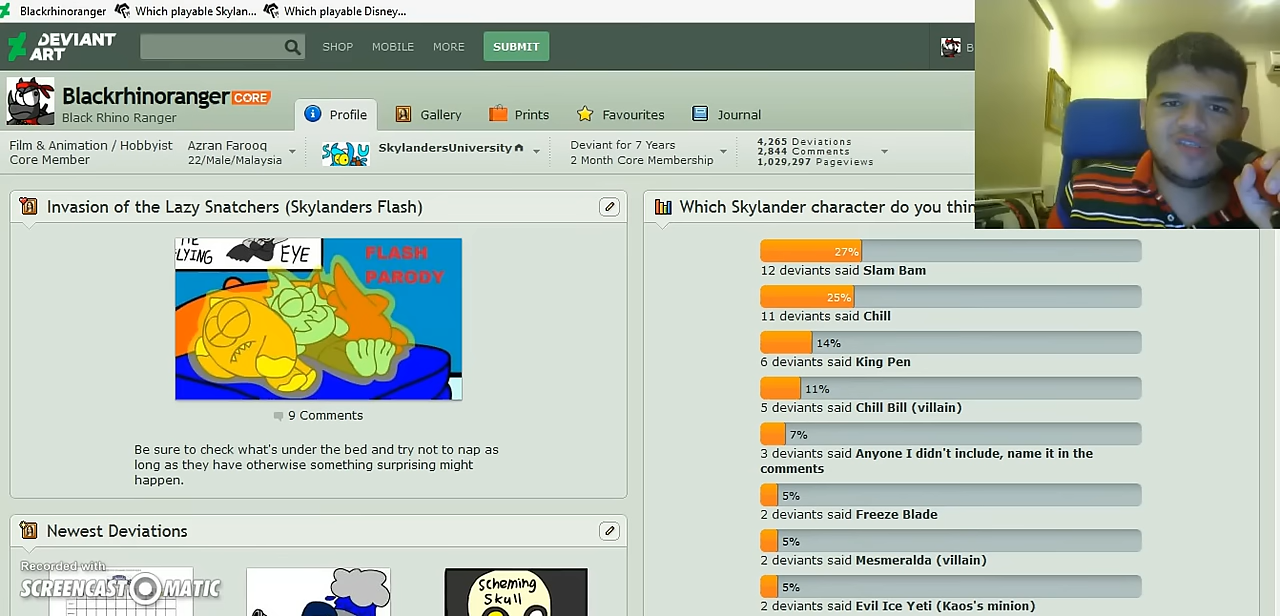 Blackrhinoranger Which playable Skylan... Which playable Disney...
DEVIANT
ART
SHOP MOBILE MORE SUBMIT B
Blackrhinoranger CORE
Black Rhino Ranger
Profile Gallery Prints Favourites Journal
Film & Animation / Hobbyist
Core Member
Azran Farooq
22/Male/Malaysia
SkylandersUniversity
Deviant for 7 Years
2 Month Core Membership
4,265 Deviations
2,844 Comments
1,029,297 Pageviews
Invasion of the Lazy Snatchers (Skylanders Flash)
LYING EYE
FLASH
PARODY
9 Comments
Be sure to check what's under the bed and try not to nap as
long as they have otherwise something surprising might
happen.
Newest Deviations
Recorded with
SCREENCAST-O-MATIC
Scheming
Skull
Which Skylander character do you thin
27%
12 deviants said Slam Bam
25%
11 deviants said Chill
14%
6 deviants said King Pen
11%
5 deviants said Chill Bill (villain)
7%
3 deviants said Anyone I didn't include, name it in the
comments
5%
2 deviants said Freeze Blade
5%
2 deviants said Mesmeralda (villain)
5%
2 deviants said Evil Ice Yeti (Kaos's minion)